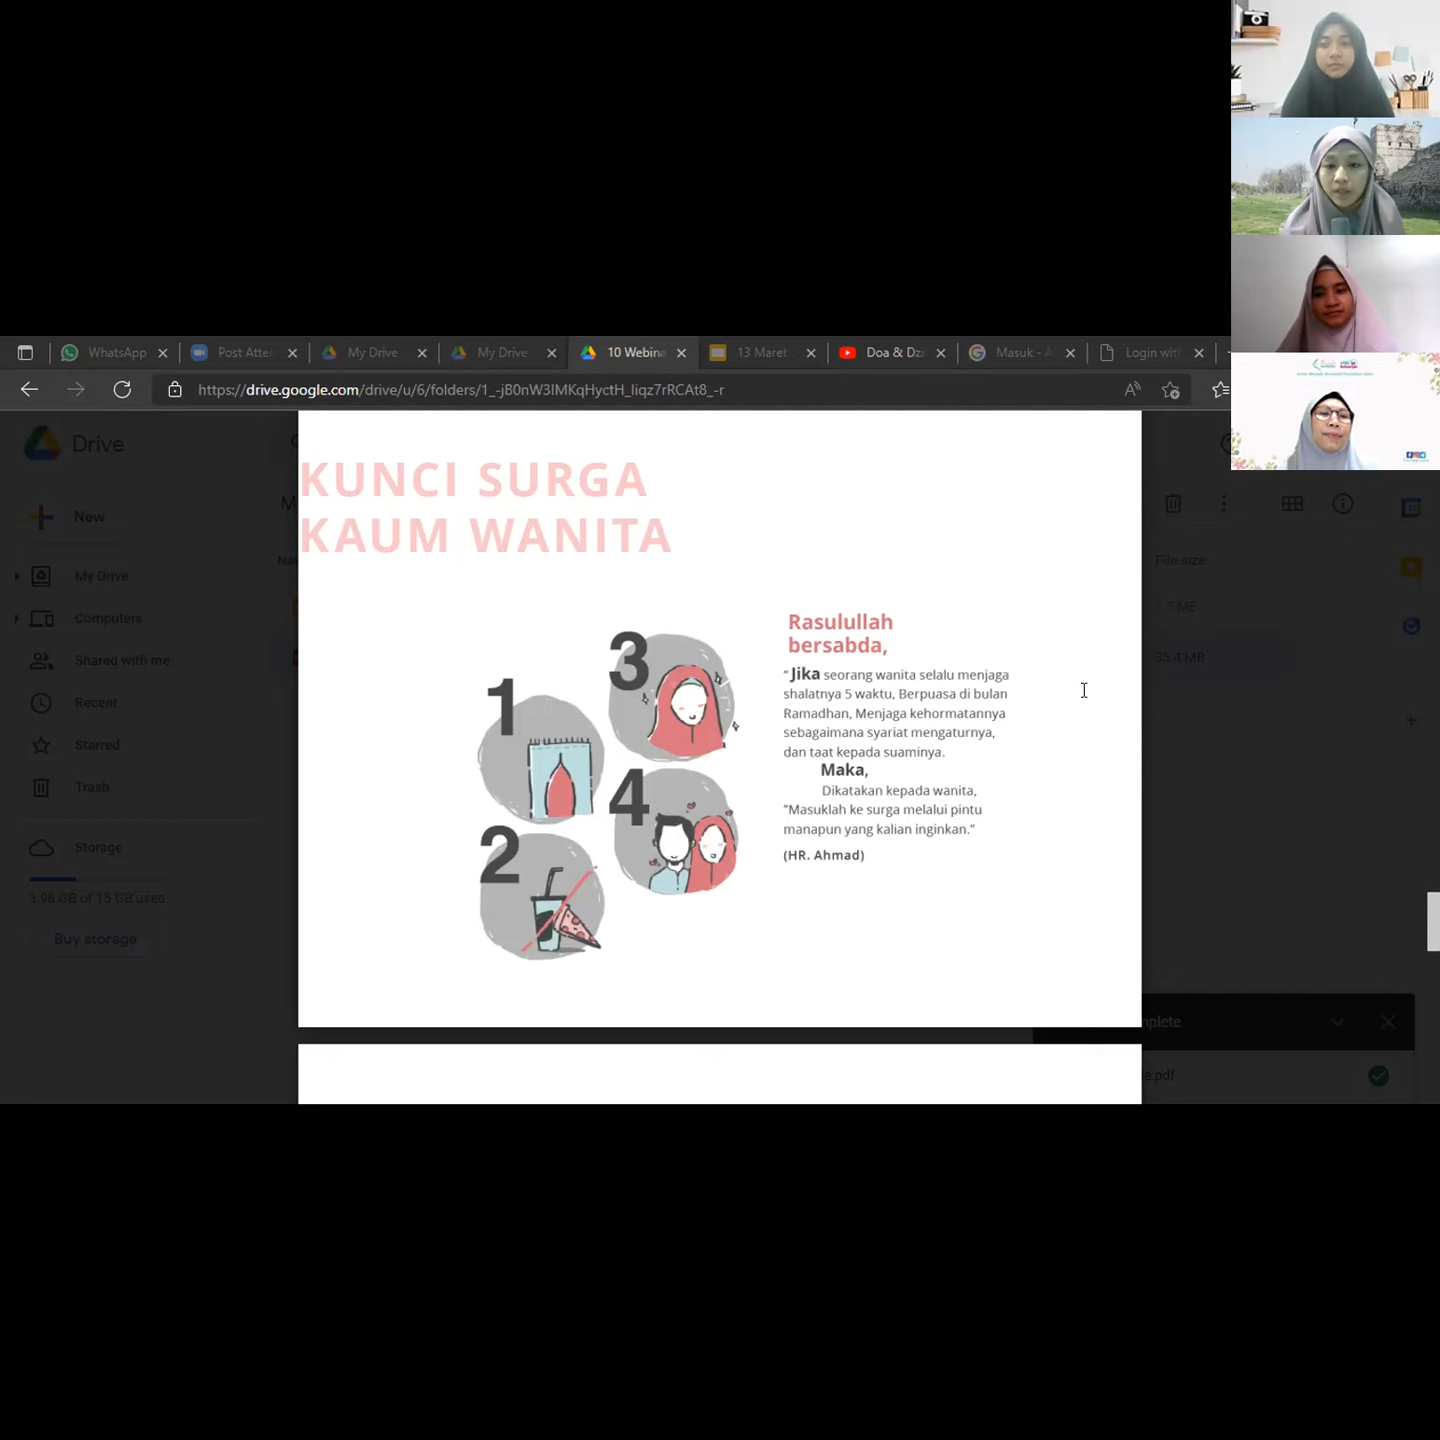 WhatsApp
Post Atte
My Drive
My Drive
10 Webina
13 Maret
Doa & Dzi
Masuk - A
Login wit
https://drive.google.com/drive/u/6/folders/
Drive
New
My Drive
Computers
Shared with me
Recent
Starred
Trash
Storage
3.98 GB of 15 GB used
Buy storage
File size
35.4 MB
KUNCI SURGA
KAUM WANITA
1
2
3
4
Rasulullah
bersabda,
“Jika seorang wanita selalu menjaga
shalatnya 5 waktu, Berpuasa di bulan
Ramadhan, Menjaga kehormatannya
sebagaimana syariat mengaturnya,
dan taat kepada suaminya.
Maka,
Dikatakan kepada wanita,
“Masuklah ke surga melalui pintu
manapun yang kalian inginkan.”
(HR. Ahmad)
mplete
le.pdf